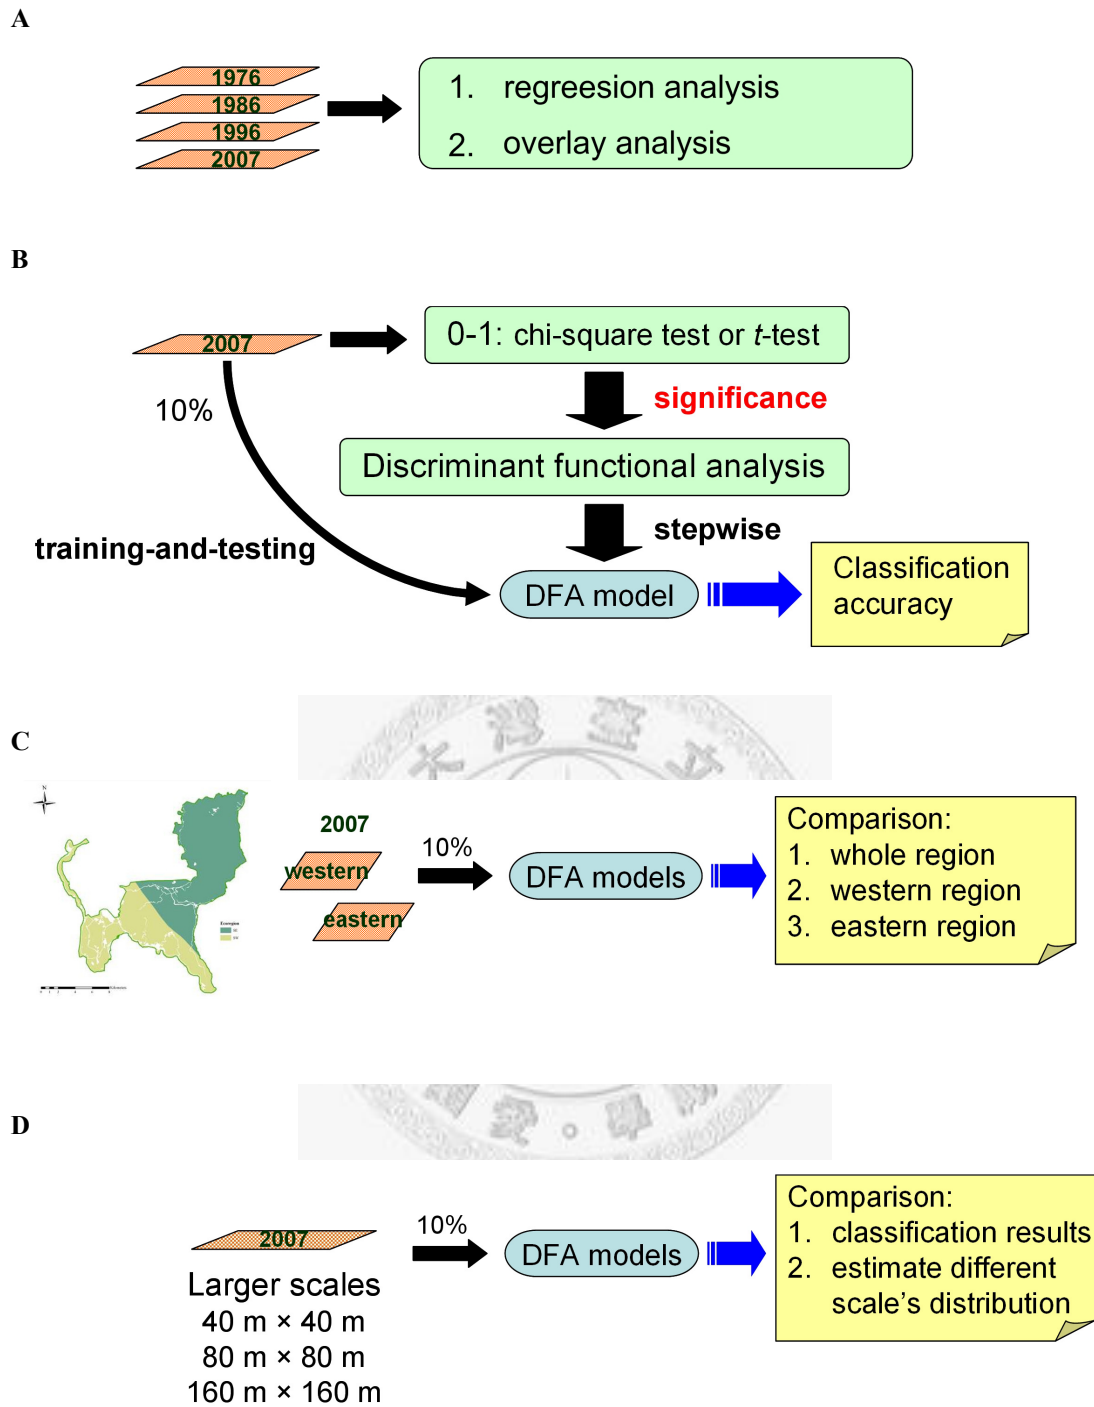 A
1976
1986
1996
2007
1. regreesion analysis
2. overlay analysis
B
2007
0-1: chi-square test or t-test
10%
significance
Discriminant functional analysis
training-and-testing
stepwise
DFA model
Classification
accuracy
C
N
2007
western
eastern
10%
DFA models
Comparison:
1. whole region
2. western region
3. eastern region
D
2007
10%
DFA models
Larger scales
40 m × 40 m
80 m × 80 m
160 m × 160 m
Comparison:
1. classification results
2. estimate different
scale's distribution